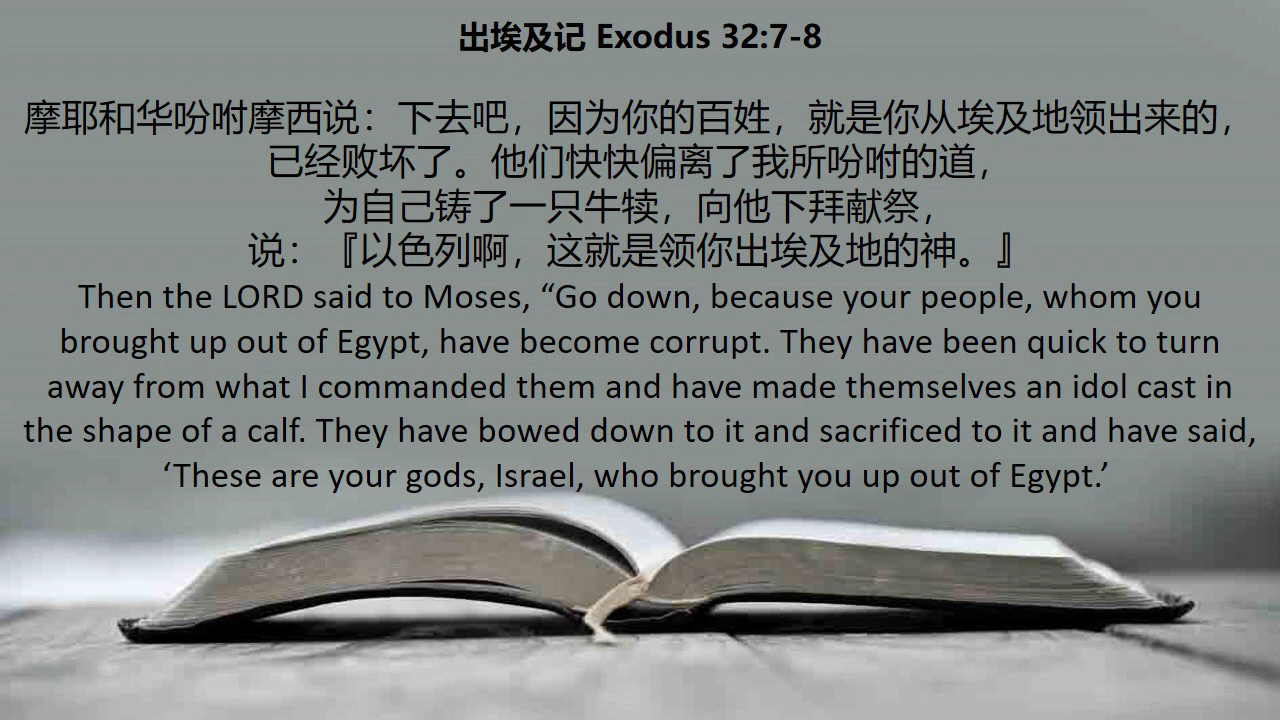 出埃及记 Exodus 32:7-8
摩耶和华吩咐摩西说：下去吧，因为你的百姓，就是你从埃及地领出来的，
已经败坏了。他们快快偏离了我所吩咐的道，
为自己铸了一只牛犊，向他下拜献祭，
说：『以色列啊，这就是领你出埃及地的神。』
Then the LORD said to Moses, “Go down, because your people, whom you
brought up out of Egypt, have become corrupt. They have been quick to turn
away from what I commanded them and have made themselves an idol cast in
the shape of a calf. They have bowed down to it and sacrificed to it and have said,
‘These are your gods, Israel, who brought you up out of Egypt.’